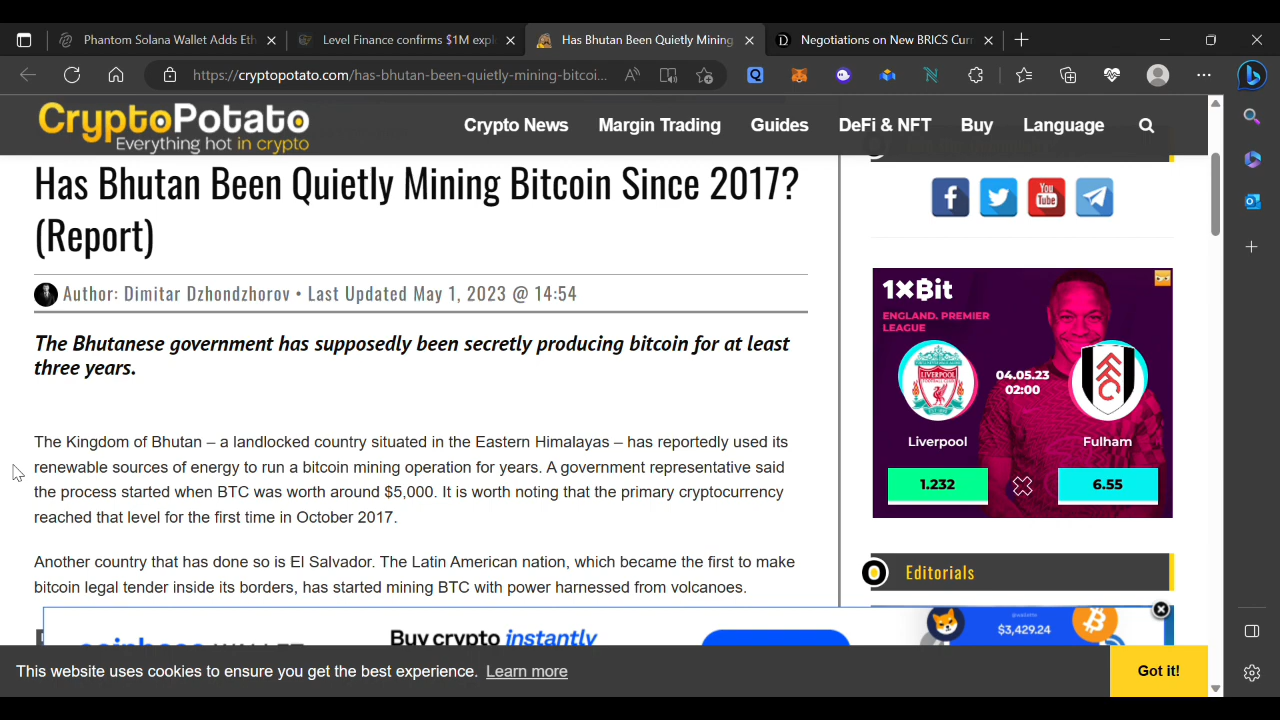 Phantom Solana Wallet Adds Eth
Level Finance confirms $1M expl
Has Bhutan Been Quietly Mining
Negotiations on New BRICS Curr
https://cryptopotato.com/has-bhutan-been-quietly-mining-bitcoi...
CryptoPotato
Everything hot in crypto
Crypto News
Margin Trading
Guides
DeFi & NFT
Buy
Language
Has Bhutan Been Quietly Mining Bitcoin Since 2017?
(Report)
Author: Dimitar Dzhondzhorov • Last Updated May 1, 2023 @ 14:54
The Bhutanese government has supposedly been secretly producing bitcoin for at least
three years.
The Kingdom of Bhutan – a landlocked country situated in the Eastern Himalayas – has reportedly used its
renewable sources of energy to run a bitcoin mining operation for years. A government representative said
the process started when BTC was worth around $5,000. It is worth noting that the primary cryptocurrency
reached that level for the first time in October 2017.
Another country that has done so is El Salvador. The Latin American nation, which became the first to make
bitcoin legal tender inside its borders, has started mining BTC with power harnessed from volcanoes.
You Tube
1XBit
ENGLAND. PREMIER
LEAGUE
LIVERPOOL
04.05.23
02:00
Liverpool
Fulham
1.232
6.55
Editorials
coinbase WALLET
Buy crypto instantly
$3,429.24
This website uses cookies to ensure you get the best experience. Learn more
Got it!